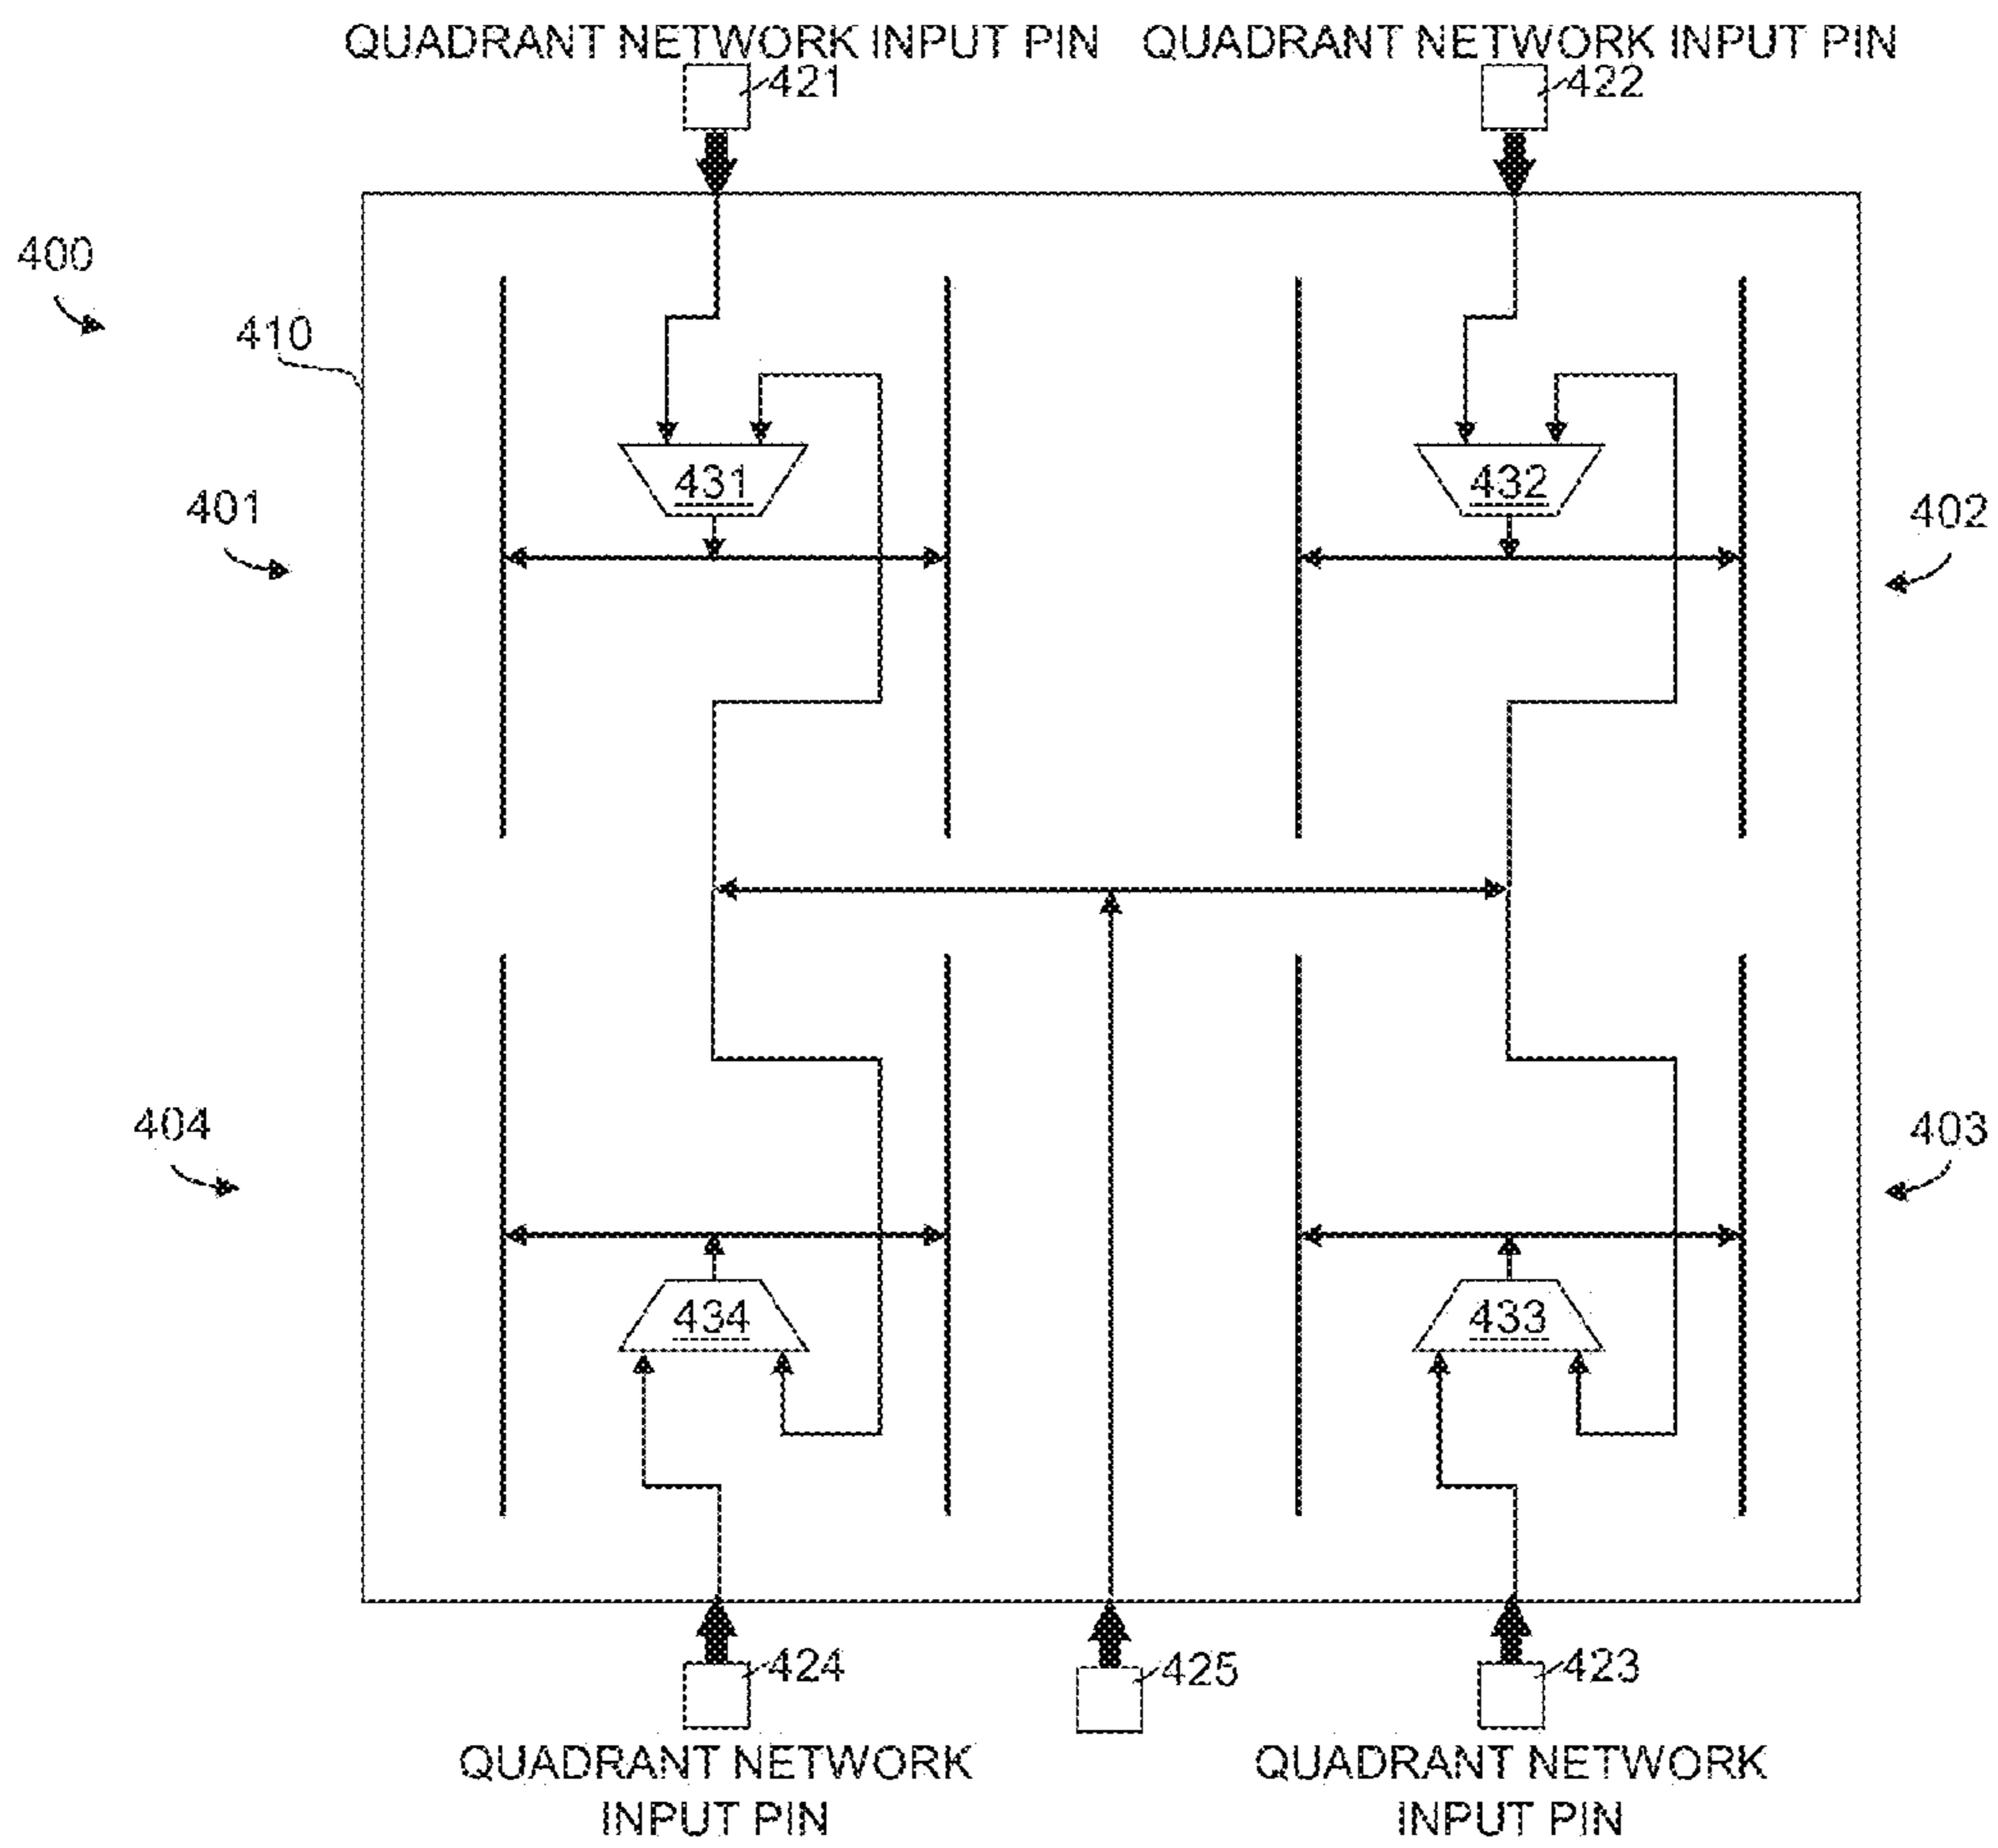 QUADRANT NETWORK INPUT PIN
QUADRANT NETWORK INPUT PIN
421
422
400
410
431
432
401
402
404
403
434
433
424
425
423
QUADRANT NETWORK
INPUT PIN
QUADRANT NETWORK
INPUT PIN